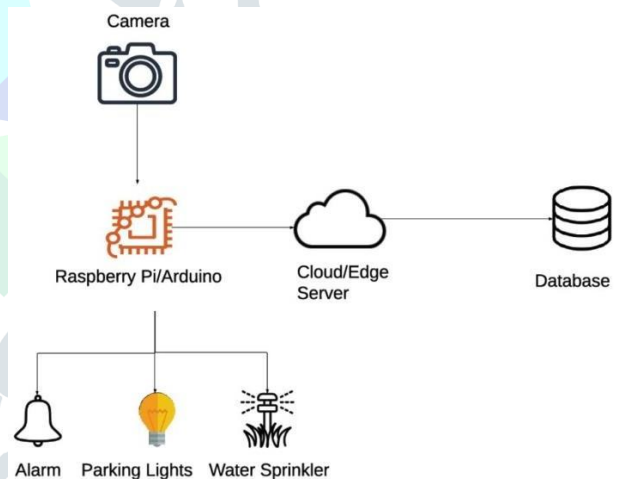 Camera
Raspberry Pi/Arduino
Cloud/Edge
Server
Database
Alarm
Parking Lights
Water Sprinkler